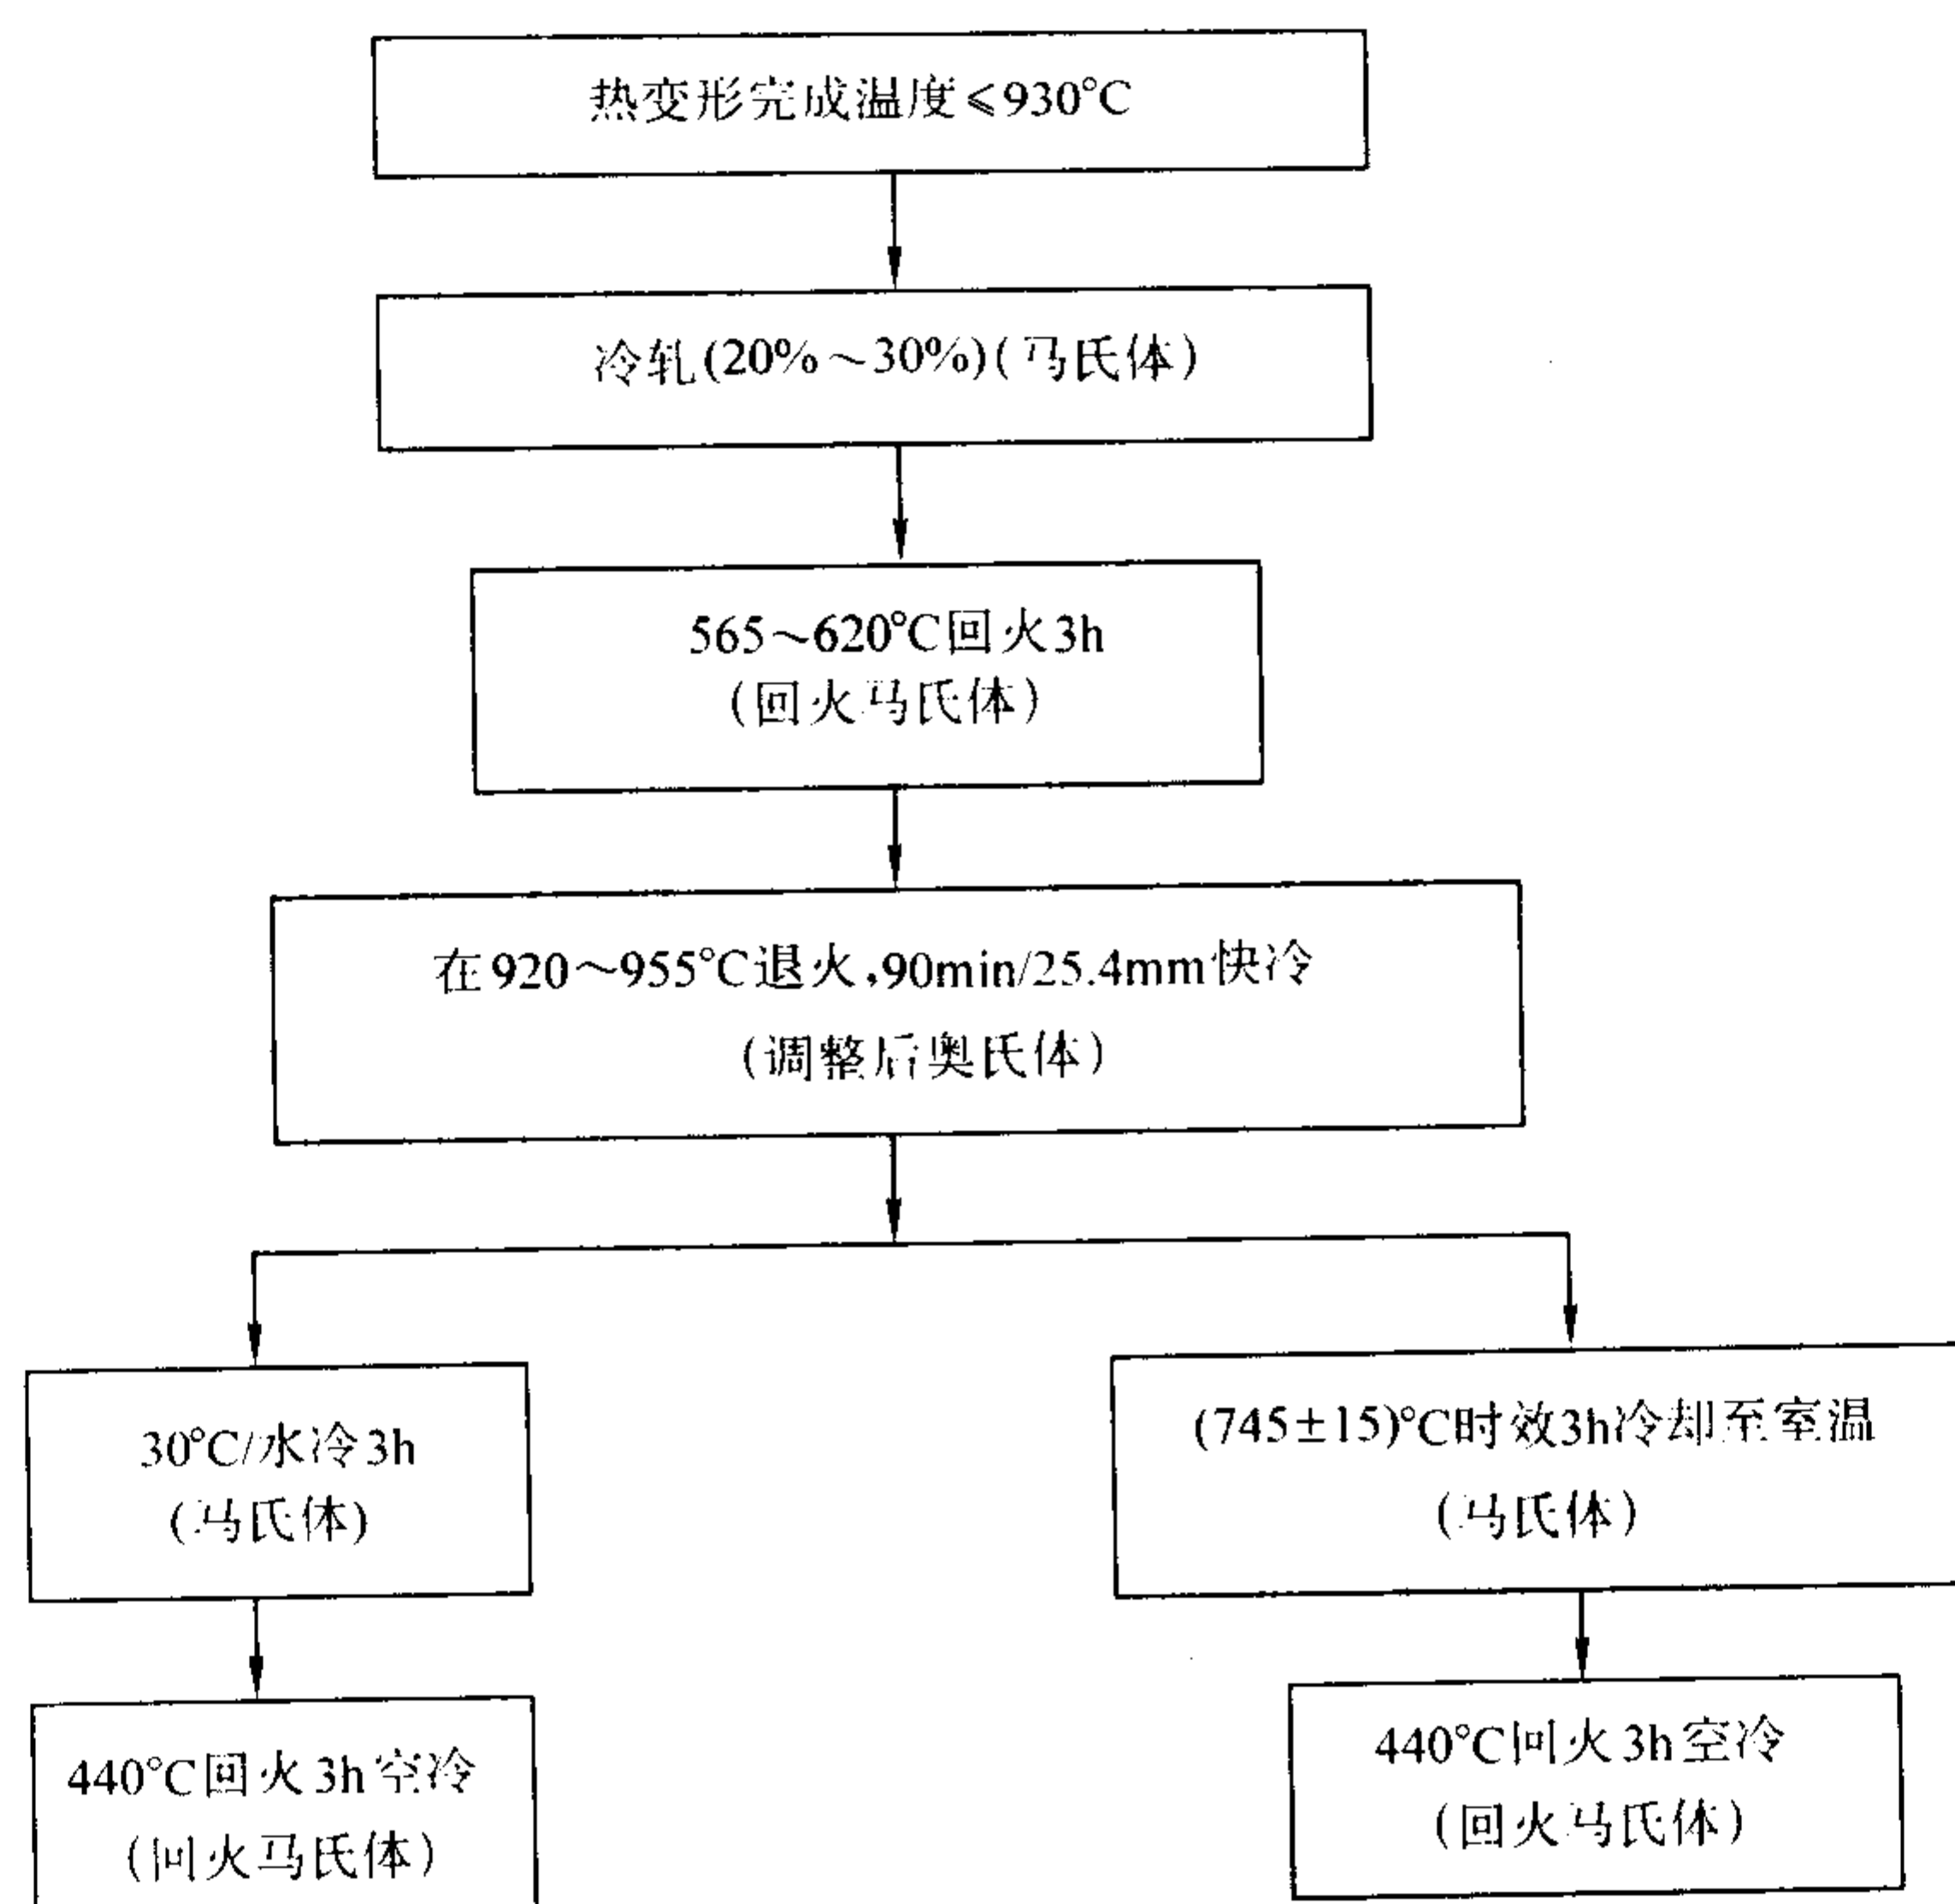 热变形完成温度≤930℃
冷轧(20%～30%)(马氏体)
565～620℃回火3h
(回火马氏体)
在920～955℃退火,90min/25.4mm快冷
(调整后奥氏体)
30℃/水冷3h
(马氏体)
(745±15)℃时效3h冷却至室温
(马氏体)
440℃回火3h空冷
(回火马氏体)
440℃回火3h空冷
(回火马氏体)